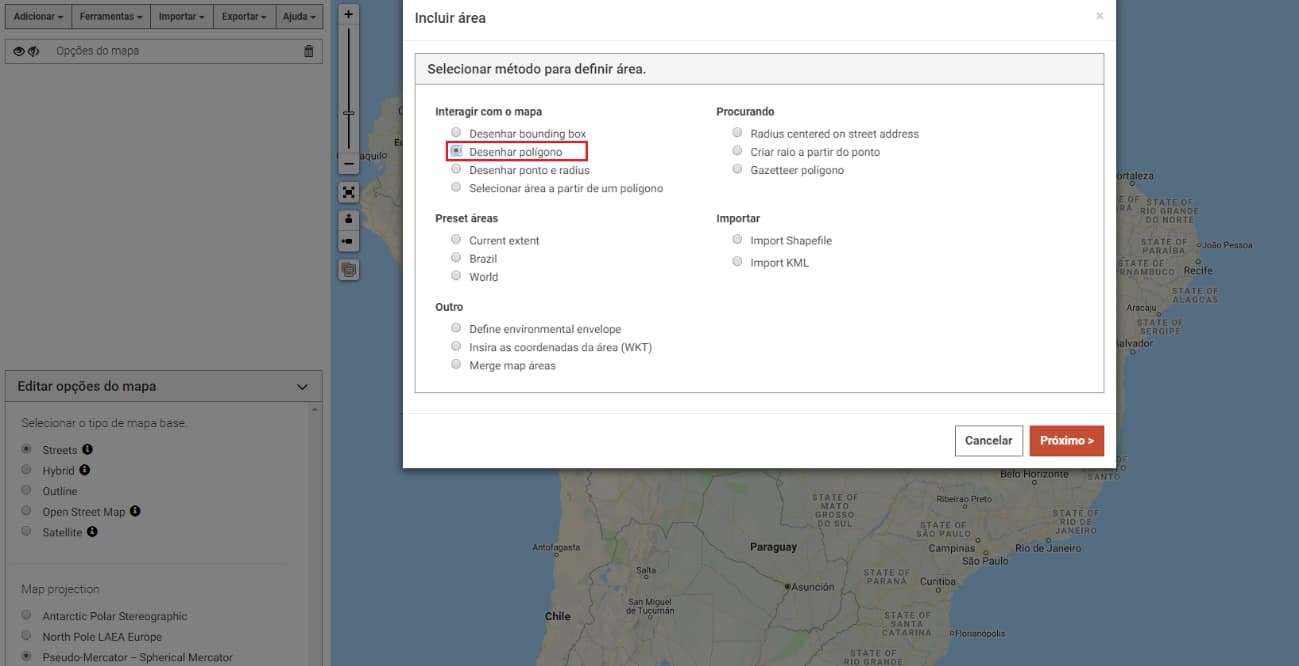 Adicionar Ferramentas Importar Exportar Ajuda
Opções do mapa
Editar opções do mapa
Selecionar o tipo de mapa base.
Streets
Hybrid
Outline
Open Street Map
Satellite
Map projection
Antarctic Polar Stereographic
North Pole LAEA Europe
Pseudo-Mercator – Spherical Mercator
Incluir área ×
Selecionar método para definir área.
Interagir com o mapa
Desenhar bounding box
Desenhar polígono
Desenhar ponto e radius
Selecionar área a partir de um polígono
Preset áreas
Current extent
Brazil
World
Outro
Define environmental envelope
Insira as coordenadas da área (WKT)
Merge map áreas
Procurando
Radius centered on street address
Criar raio a partir do ponto
Gazetteer polígono
Importar
Import Shapefile
Import KML
Cancelar Próximo >
aquilo
ortaleza
STATE OF
RIO GRANDE
DO NORTE
STATE OF
PARAÍBA
João Pessoa
STATE OF
RNAMBUCO
Recife
STATE OF
ALAGOAS
Aracaju
STATE OF
SERGIPE
alvador
Belo Horizonte
SANTO
STATE OF
MATO
GROSSO
DO SUL
Ribeirao Preto
STATE OF
SÃO PAULO
STATE OF
RIO DE
JANEIRO
Campinas
Rio de Janeiro
São Paulo
Antofagasta
Paraguay
Salta
Asunción
STATE OF
PARANÁ
Curitiba
San Miguel
de Tucumán
Chile
STATE OF
SANTA
CATARINA
Florianópolis
STATE OF
RIO GRANDE